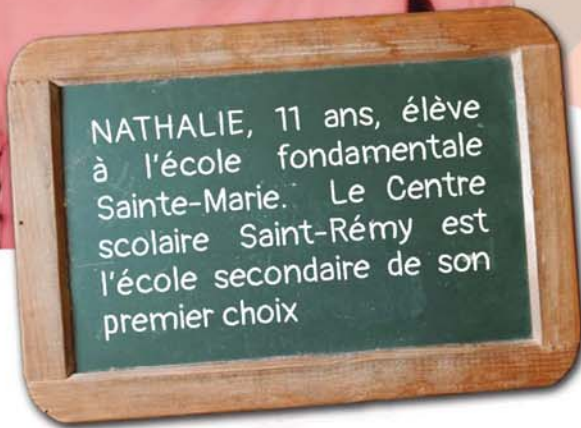 NATHALIE, 11 ans, élève
à l'école fondamentale
Sainte-Marie. Le Centre
scolaire Saint-Rémy est
l'école secondaire de son
premier choix